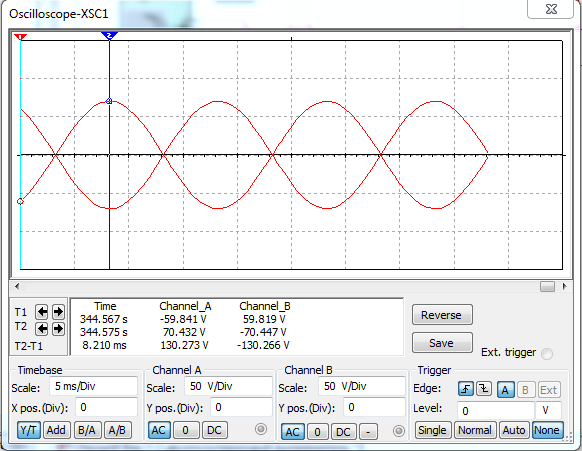 Oscilloscope-XSC1
1 2
T1
T2
T2-T1
Time Channel_A Channel_B
344.567 s -59.841 V 59.819 V
344.575 s 70.432 V -70.447 V
8.210 ms 130.273 V -130.266 V
Reverse
Save
Ext. trigger
Timebase
Scale: 5 ms/Div
X pos.(Div): 0
Y/T Add B/A A/B
Channel A
Scale: 50 V/Div
Y pos.(Div): 0
AC 0 DC
Channel B
Scale: 50 V/Div
Y pos.(Div): 0
AC 0 DC -
Trigger
Edge: A B Ext
Level: 0 V
Single Normal Auto None